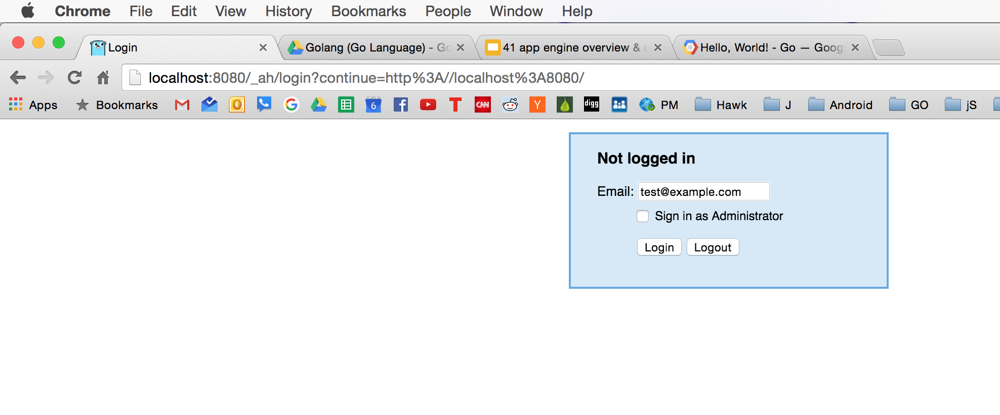 Chrome File Edit View History Bookmarks People Window Help
Login Golang (Go Language) - Go 41 app engine overview & Hello, World! - Go — Goog
localhost:8080/_ah/login?continue=http%3A//localhost%3A8080/
Apps Bookmarks 6 CNN Y digg PM Hawk J Android GO jS
Not logged in
Email: test@example.com
Sign in as Administrator
Login Logout